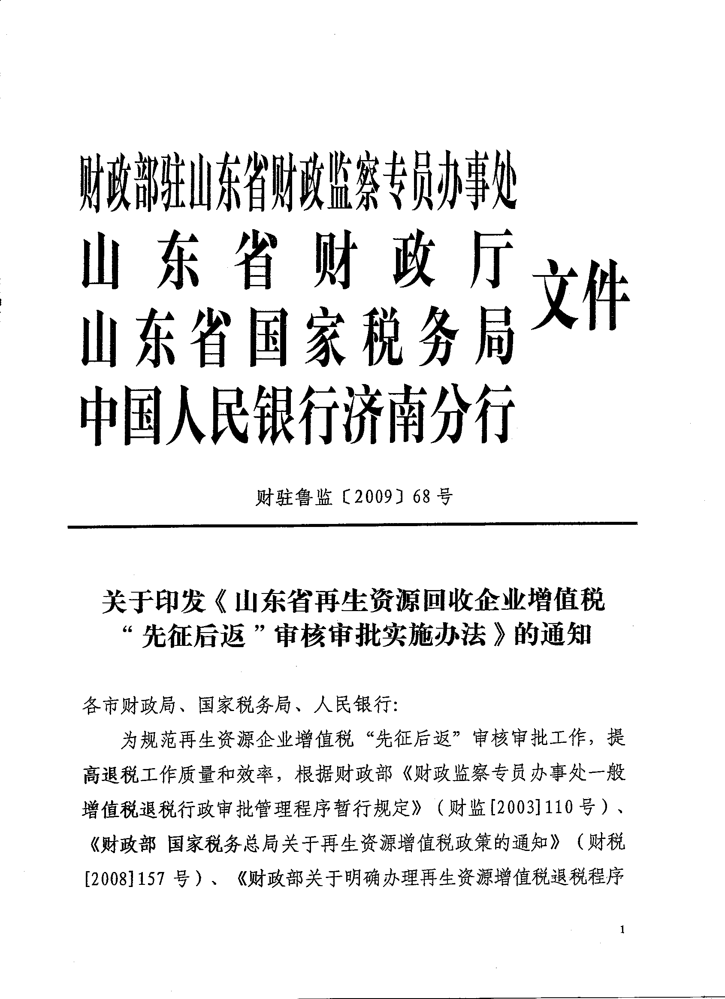 财政部驻山东省财政监察专员办事处
山东省财政厅
山东省国家税务局
中国人民银行济南分行
文件
财驻鲁监〔2009〕68号
关于印发《山东省再生资源回收企业增值税
“先征后返”审核审批实施办法》的通知
各市财政局、国家税务局、人民银行:
为规范再生资源企业增值税“先征后返”审核审批工作，提
高退税工作质量和效率，根据财政部《财政监察专员办事处一般
增值税退税行政审批管理程序暂行规定》（财监[2003]110号）、
《财政部 国家税务总局关于再生资源增值税政策的通知》（财税
[2008]157 号）、《财政部关于明确办理再生资源增值税退税程序
1